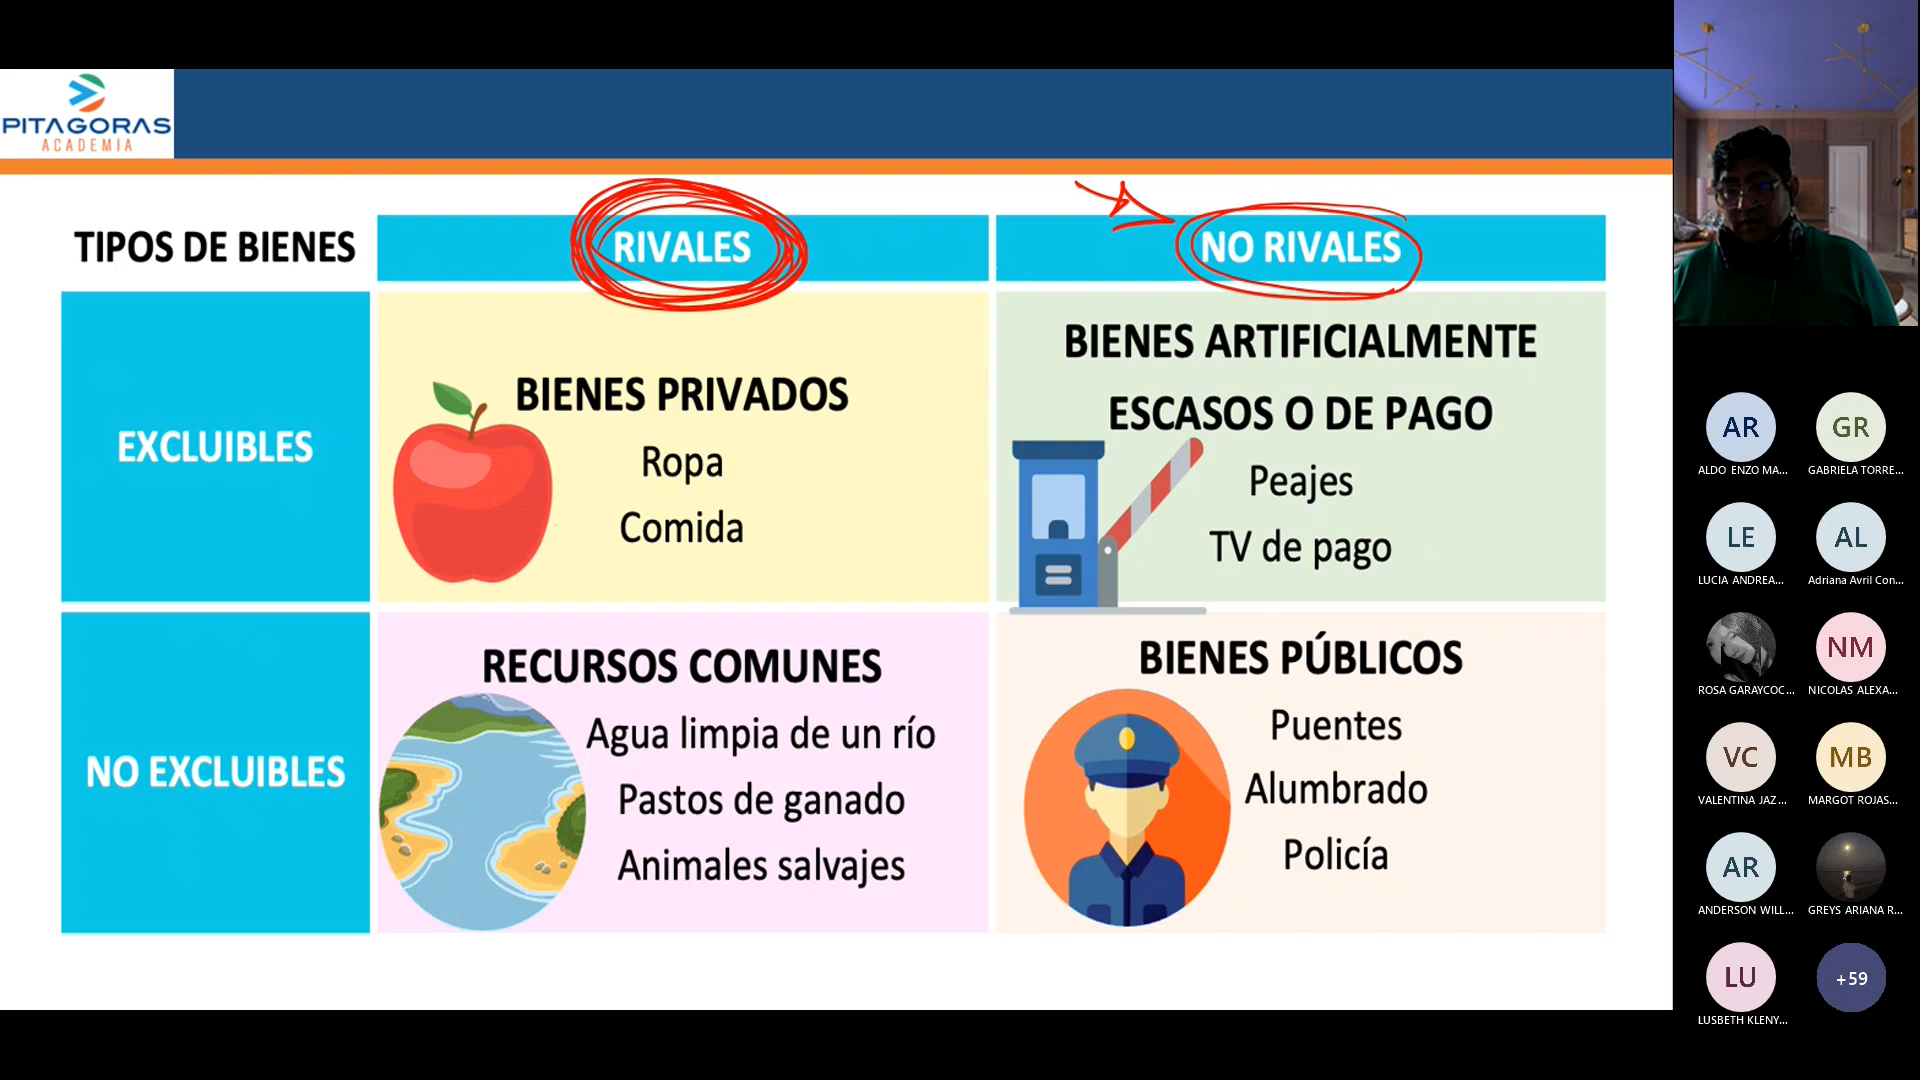 PITAGORAS
ACADEMIA
TIPOS DE BIENES
RIVALES
NO RIVALES
EXCLUIBLES
BIENES PRIVADOS
Ropa
Comida
BIENES ARTIFICIALMENTE
ESCASOS O DE PAGO
Peajes
TV de pago
NO EXCLUIBLES
RECURSOS COMUNES
Agua limpia de un río
Pastos de ganado
Animales salvajes
BIENES PÚBLICOS
Puentes
Alumbrado
Policía
AR
ALDO ENZO MA...
GR
GABRIELA TORRE...
LE
LUCIA ANDREA...
AL
Adriana Avril Con...
ROSA GARAYCOC...
NM
NICOLAS ALEXA...
VC
VALENTINA JAZ...
MB
MARGOT ROJAS...
AR
ANDERSON WILL...
GREYS ARIANA R...
LU
LUSBETH KLENY...
+59